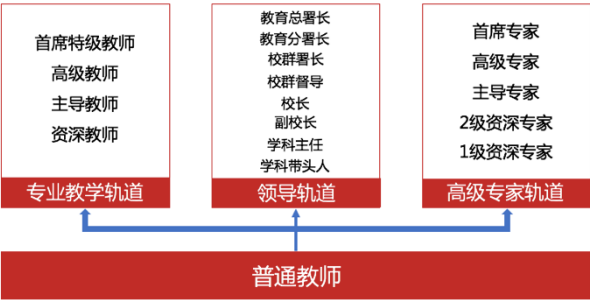 首席特级教师
高级教师
主导教师
资深教师
专业教学轨道
教育总署长
教育分署长
校群署长
校群督导
校长
副校长
学科主任
学科带头人
领导轨道
首席专家
高级专家
主导专家
2级资深专家
1级资深专家
高级专家轨道
普通教师